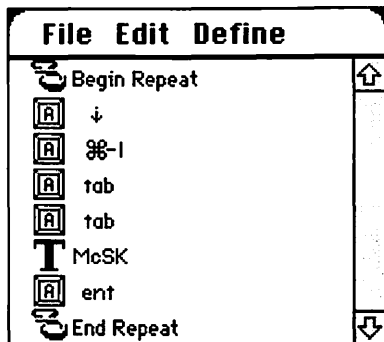 File Edit Define
Begin Repeat
A ↓
A ⌘-I
A tab
A tab
T McSK
A ent
End Repeat